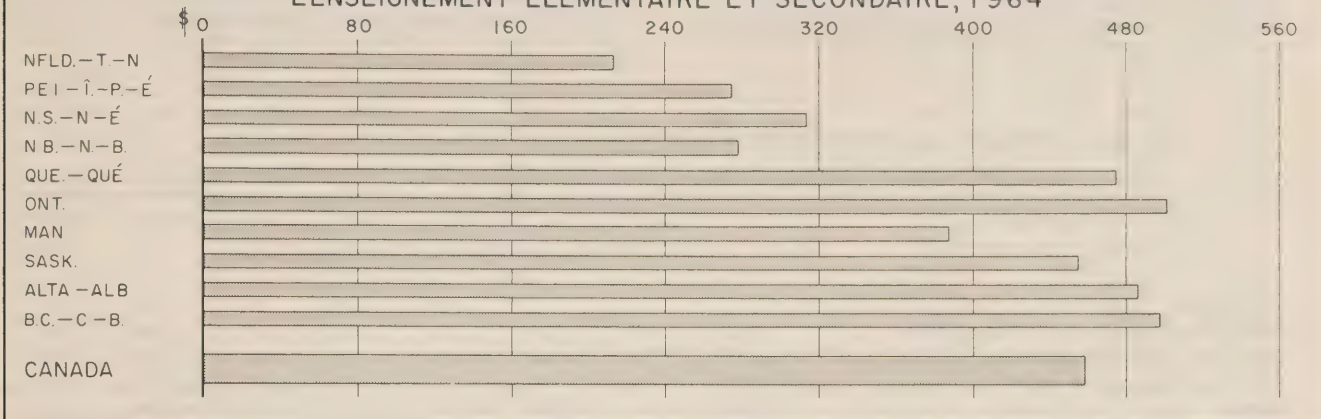 L'ENSEIGNEMENT ÉLÉMENTAIRE ET SECONDAIRE, 1964
$ 0 80 160 240 320 400 480 560
NFLD.—T.—N
PEI—Î.—P.—É
N.S.—N—É
N B.—N.—B.
QUE.—QUÉ
ONT.
MAN
SASK.
ALTA—ALB
B.C.—C—B.
CANADA